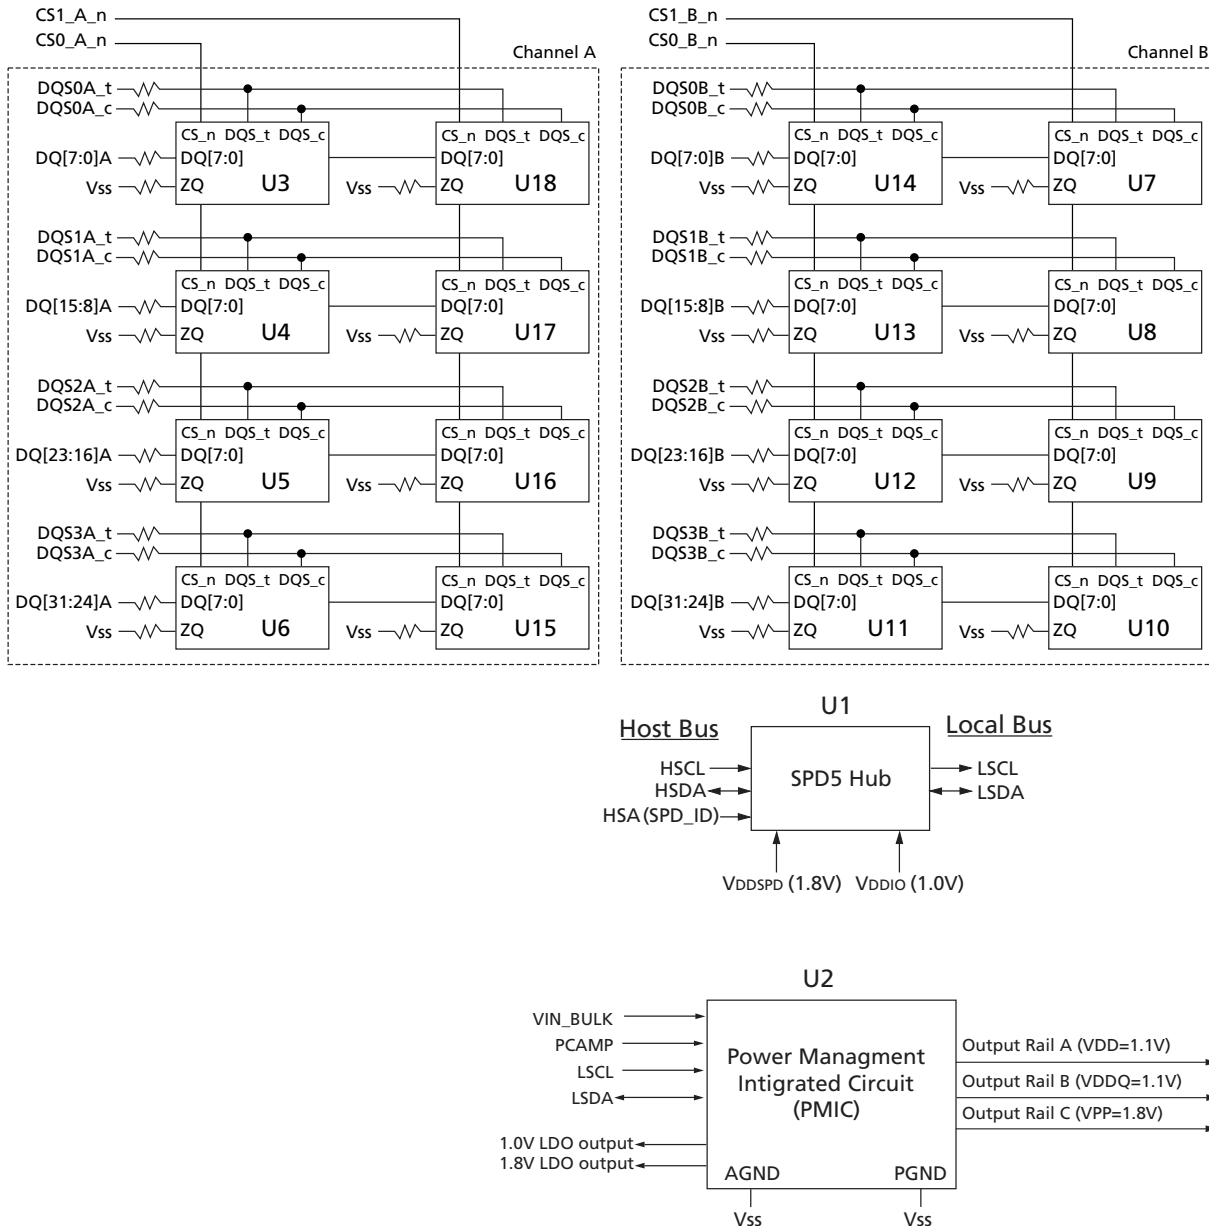 CS1_A_n
CS0_A_n
Channel A
DQS0A_t
DQS0A_c
CS_n DQS_t DQS_c
CS_n DQS_t DQS_c
DQ[7:0]A
DQ[7:0]
DQ[7:0]
Vss
ZQ
U3
Vss
ZQ
U18
DQS1A_t
DQS1A_c
CS_n DQS_t DQS_c
CS_n DQS_t DQS_c
DQ[15:8]A
DQ[7:0]
DQ[7:0]
Vss
ZQ
U4
Vss
ZQ
U17
DQS2A_t
DQS2A_c
CS_n DQS_t DQS_c
CS_n DQS_t DQS_c
DQ[23:16]A
DQ[7:0]
DQ[7:0]
Vss
ZQ
U5
Vss
ZQ
U16
DQS3A_t
DQS3A_c
CS_n DQS_t DQS_c
CS_n DQS_t DQS_c
DQ[31:24]A
DQ[7:0]
DQ[7:0]
Vss
ZQ
U6
Vss
ZQ
U15
CS1_B_n
CS0_B_n
Channel B
DQS0B_t
DQS0B_c
CS_n DQS_t DQS_c
CS_n DQS_t DQS_c
DQ[7:0]B
DQ[7:0]
DQ[7:0]
Vss
ZQ
U14
Vss
ZQ
U7
DQS1B_t
DQS1B_c
CS_n DQS_t DQS_c
CS_n DQS_t DQS_c
DQ[15:8]B
DQ[7:0]
DQ[7:0]
Vss
ZQ
U13
Vss
ZQ
U8
DQS2B_t
DQS2B_c
CS_n DQS_t DQS_c
CS_n DQS_t DQS_c
DQ[23:16]B
DQ[7:0]
DQ[7:0]
Vss
ZQ
U12
Vss
ZQ
U9
DQS3B_t
DQS3B_c
CS_n DQS_t DQS_c
CS_n DQS_t DQS_c
DQ[31:24]B
DQ[7:0]
DQ[7:0]
Vss
ZQ
U11
Vss
ZQ
U10
U1
Host Bus
Local Bus
HSCL
HSDA
HSA (SPD_ID)
SPD5 Hub
LSCL
LSDA
VDDSPD (1.8V)
VDDIO (1.0V)
U2
VIN_BULK
PCAMP
LSCL
LSDA
1.0V LDO output
1.8V LDO output
Power Managment
Intigrated Circuit
(PMIC)
AGND
PGND
Output Rail A (VDD=1.1V)
Output Rail B (VDDQ=1.1V)
Output Rail C (VPP=1.8V)
Vss
Vss